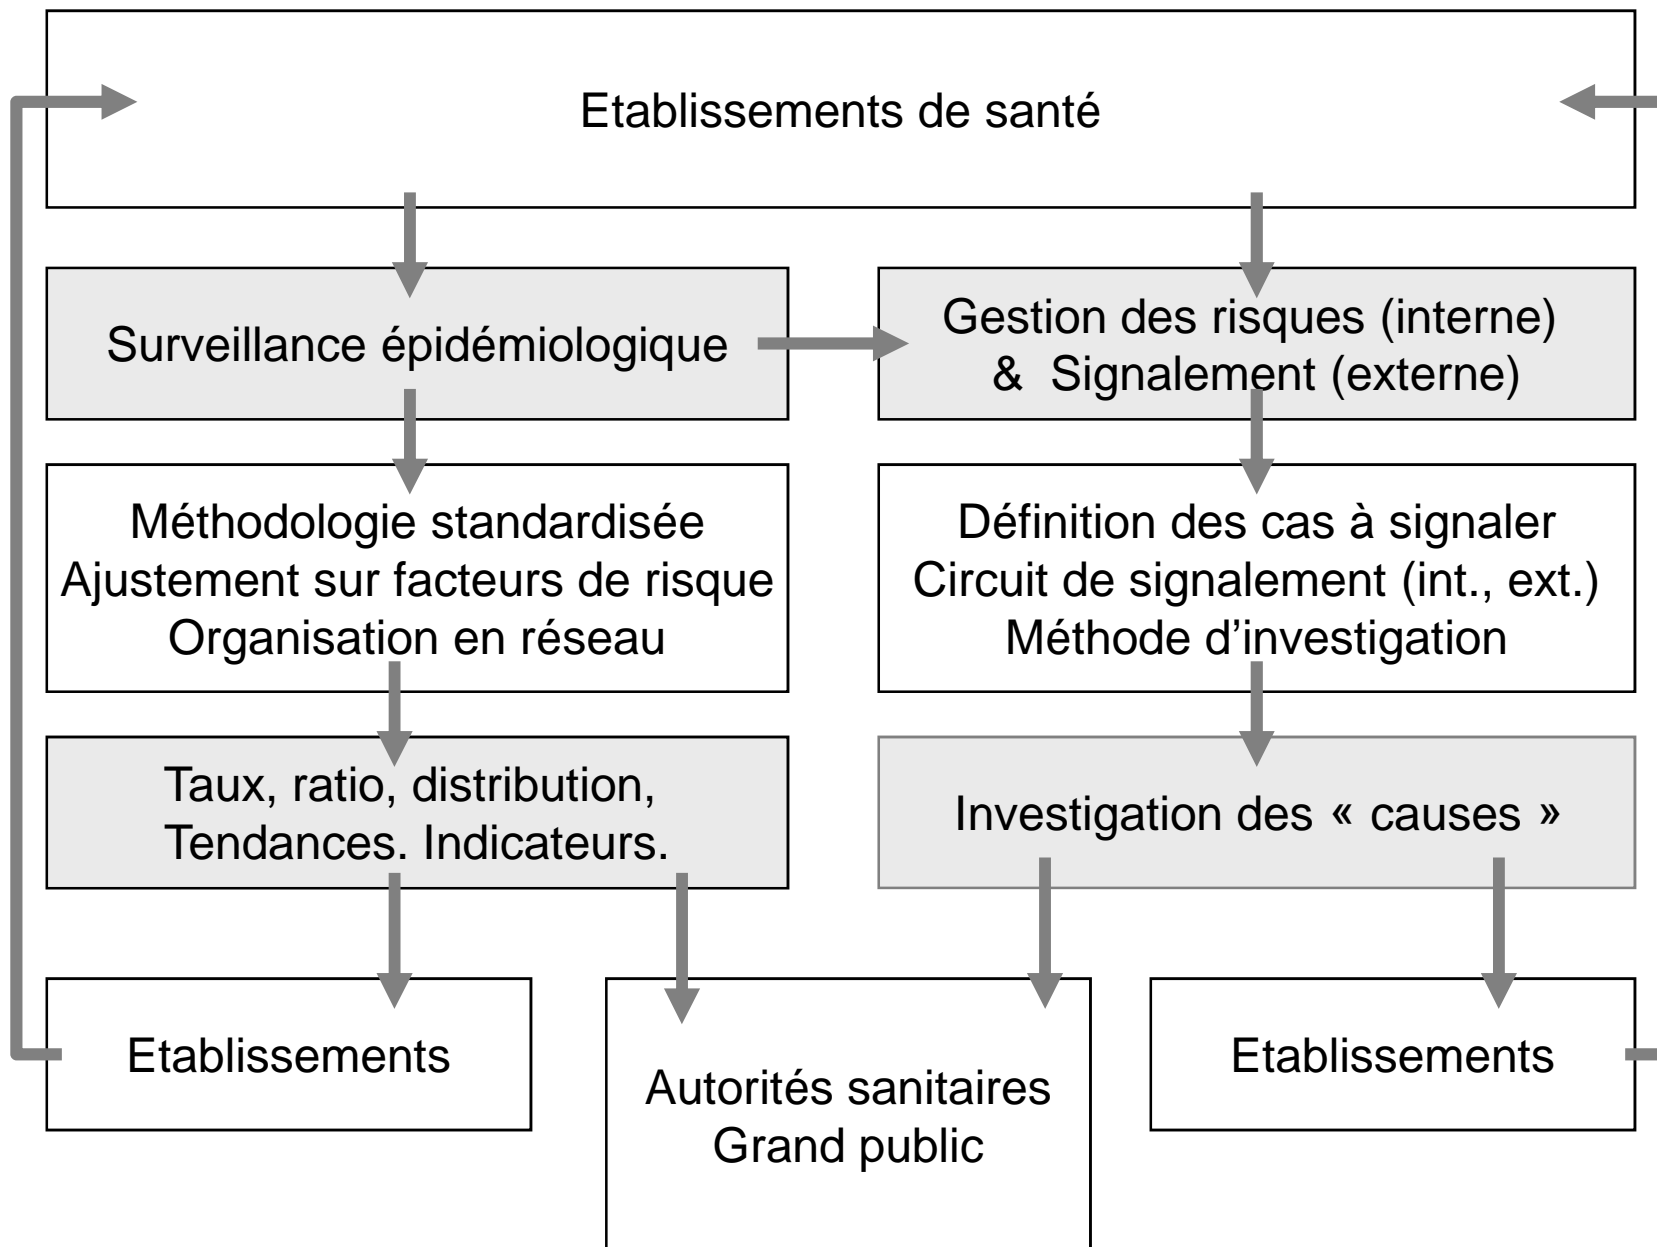 Etablissements de santé
Surveillance épidémiologique
Gestion des risques (interne)
& Signalement (externe)
Méthodologie standardisée
Ajustement sur facteurs de risque
Organisation en réseau
Définition des cas à signaler
Circuit de signalement (int., ext.)
Méthode d’investigation
Taux, ratio, distribution,
Tendances. Indicateurs.
Investigation des « causes »
Etablissements
Autorités sanitaires
Grand public
Etablissements